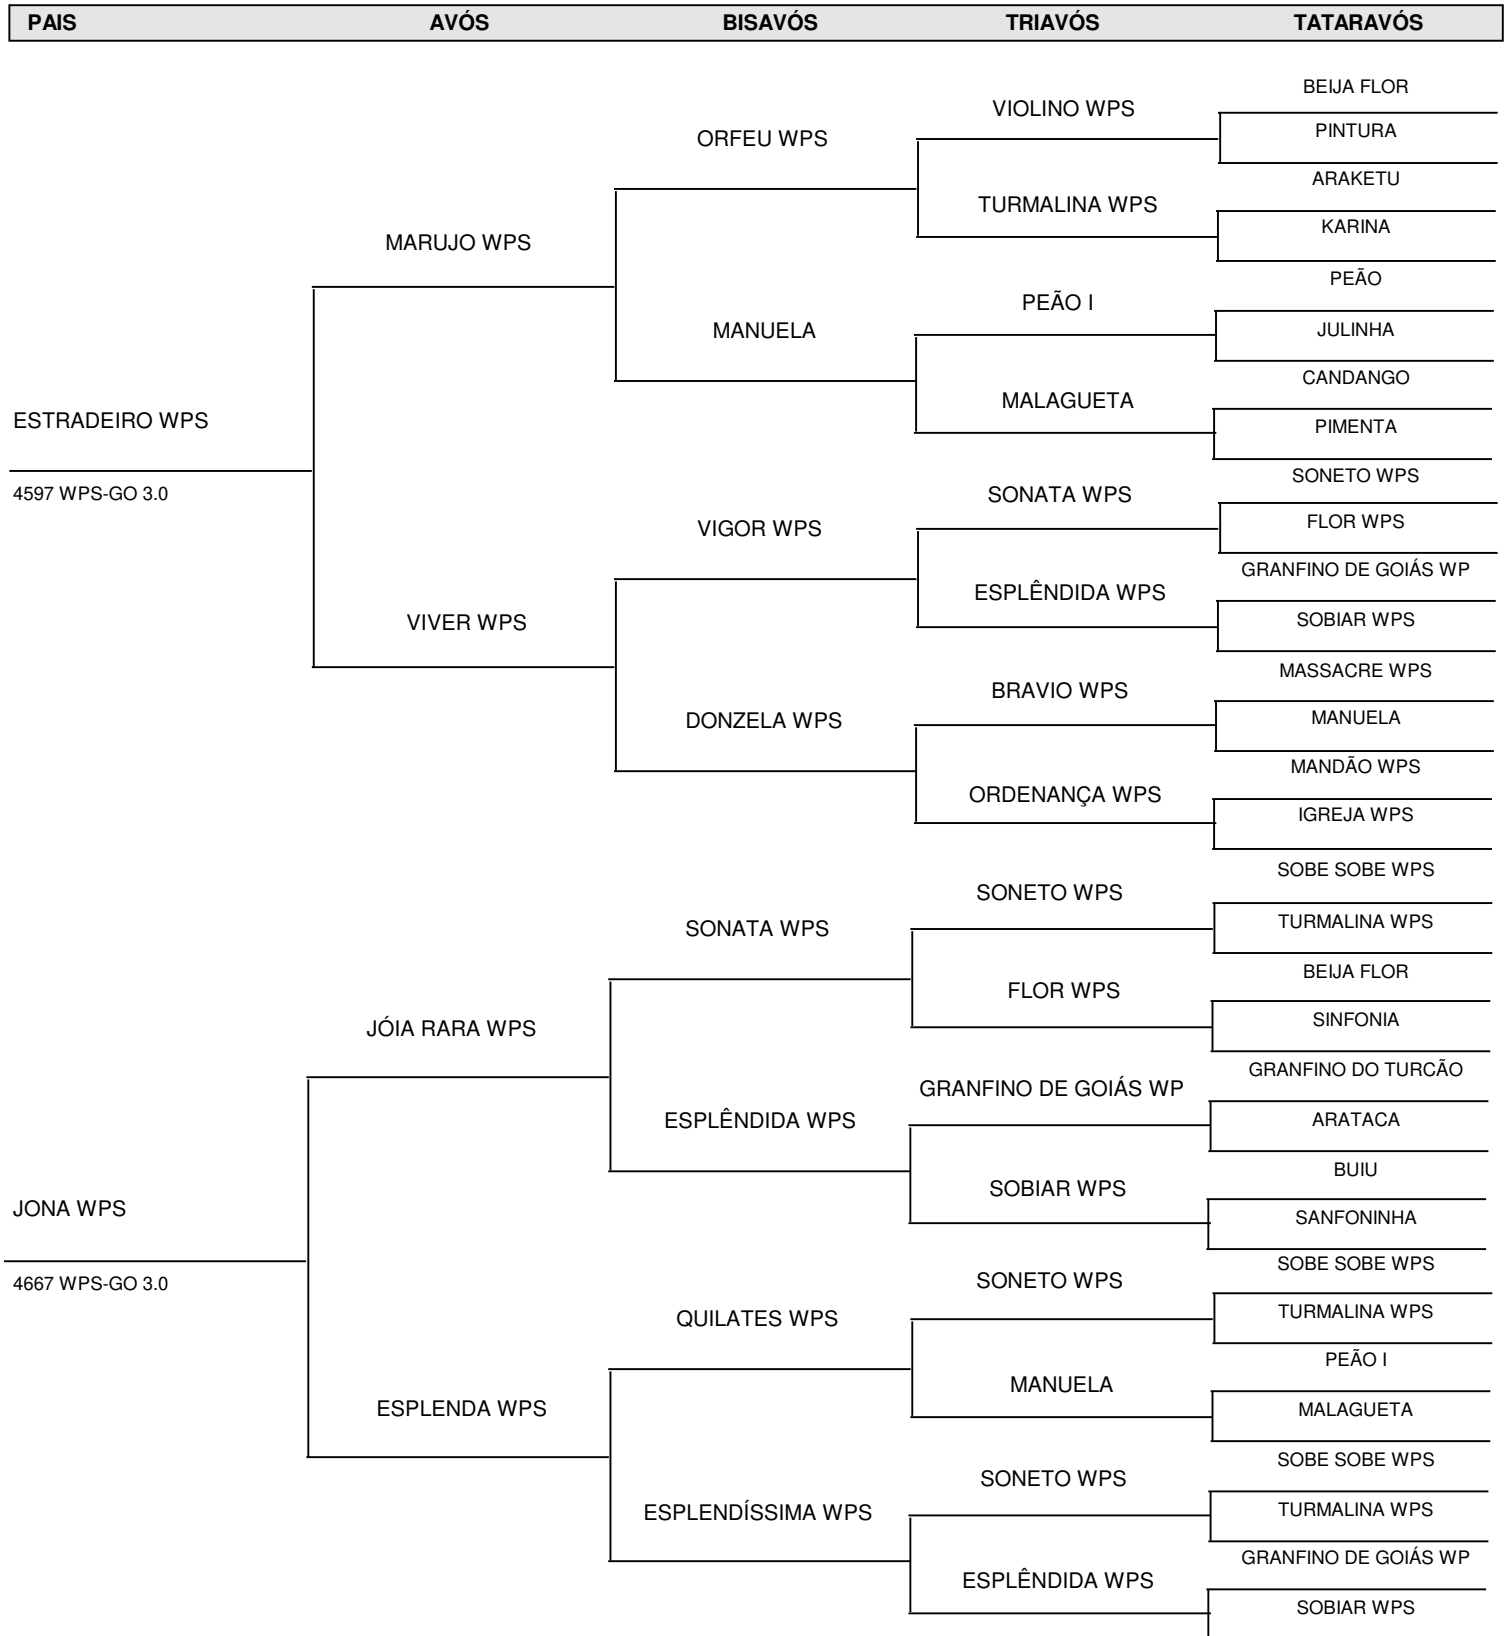 PAIS AVÓS BISAVÓS TRIAVÓS TATARAVÓS
BEIJA FLOR
VIOLINO WPS
PINTURA
ORFEU WPS
ARAKETU
TURMALINA WPS
KARINA
MARUJO WPS
PEÃO
PEÃO I
JULINHA
MANUELA
CANDANGO
MALAGUETA
PIMENTA
ESTRADEIRO WPS
4597 WPS-GO 3.0
SONETO WPS
SONATA WPS
FLOR WPS
VIGOR WPS
GRANFINO DE GOIÁS WP
ESPLÊNDIDA WPS
SOBIAR WPS
VIVER WPS
MASSACRE WPS
BRAVIO WPS
MANUELA
DONZELA WPS
MANDÃO WPS
ORDENANÇA WPS
IGREJA WPS
SOBE SOBE WPS
SONETO WPS
TURMALINA WPS
SONATA WPS
BEIJA FLOR
FLOR WPS
SINFONIA
JÓIA RARA WPS
GRANFINO DO TURCÃO
GRANFINO DE GOIÁS WP
ARATACA
ESPLÊNDIDA WPS
BUIU
SOBIAR WPS
SANFONINHA
JONA WPS
4667 WPS-GO 3.0
SOBE SOBE WPS
SONETO WPS
TURMALINA WPS
QUILATES WPS
PEÃO I
MANUELA
MALAGUETA
ESPLENDA WPS
SOBE SOBE WPS
SONETO WPS
TURMALINA WPS
ESPLENDÍSSIMA WPS
GRANFINO DE GOIÁS WP
ESPLÊNDIDA WPS
SOBIAR WPS